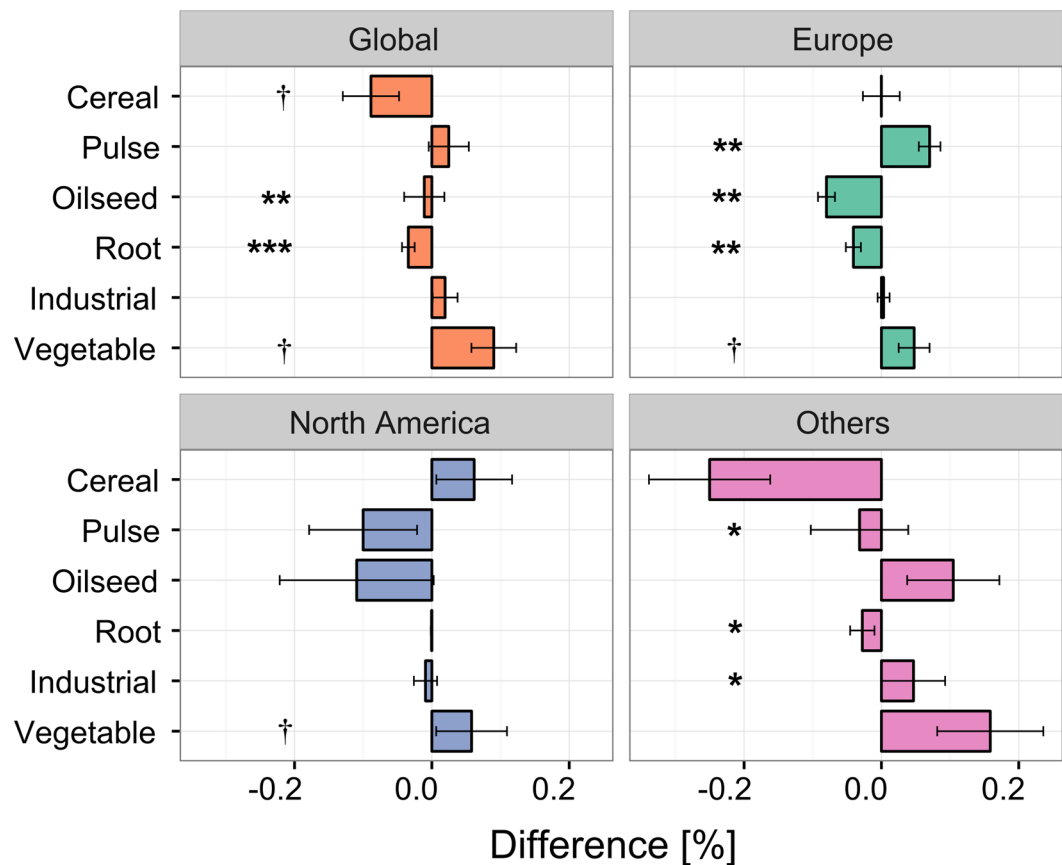 Global Europe
Cereal †
Pulse **
Oilseed ** **
Root *** **
Industrial
Vegetable † †
North America Others
Cereal
Pulse *
Oilseed
Root *
Industrial *
Vegetable †
-0.2 0.0 0.2 -0.2 0.0 0.2
Difference [%]